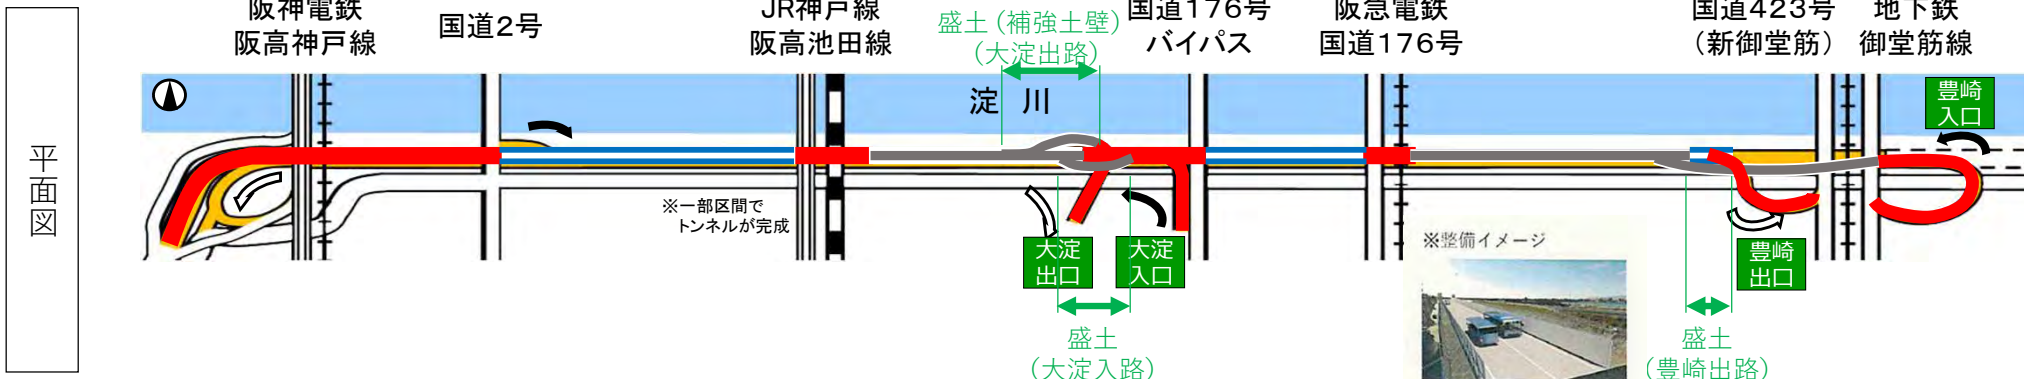 阪神電鉄
阪高神戸線
国道2号
JR神戸線
阪高池田線
盛土(補強土壁)
(大淀出路)
国道176号
バイパス
阪急電鉄
国道176号
国道423号
(新御堂筋)
地下鉄
御堂筋線
平面図
淀 川
豊崎
入口
※一部区間で
トンネルが完成
大淀
出口
大淀
入口
※整備イメージ
豊崎
出口
盛土
(大淀入路)
盛土
(豊崎出路)